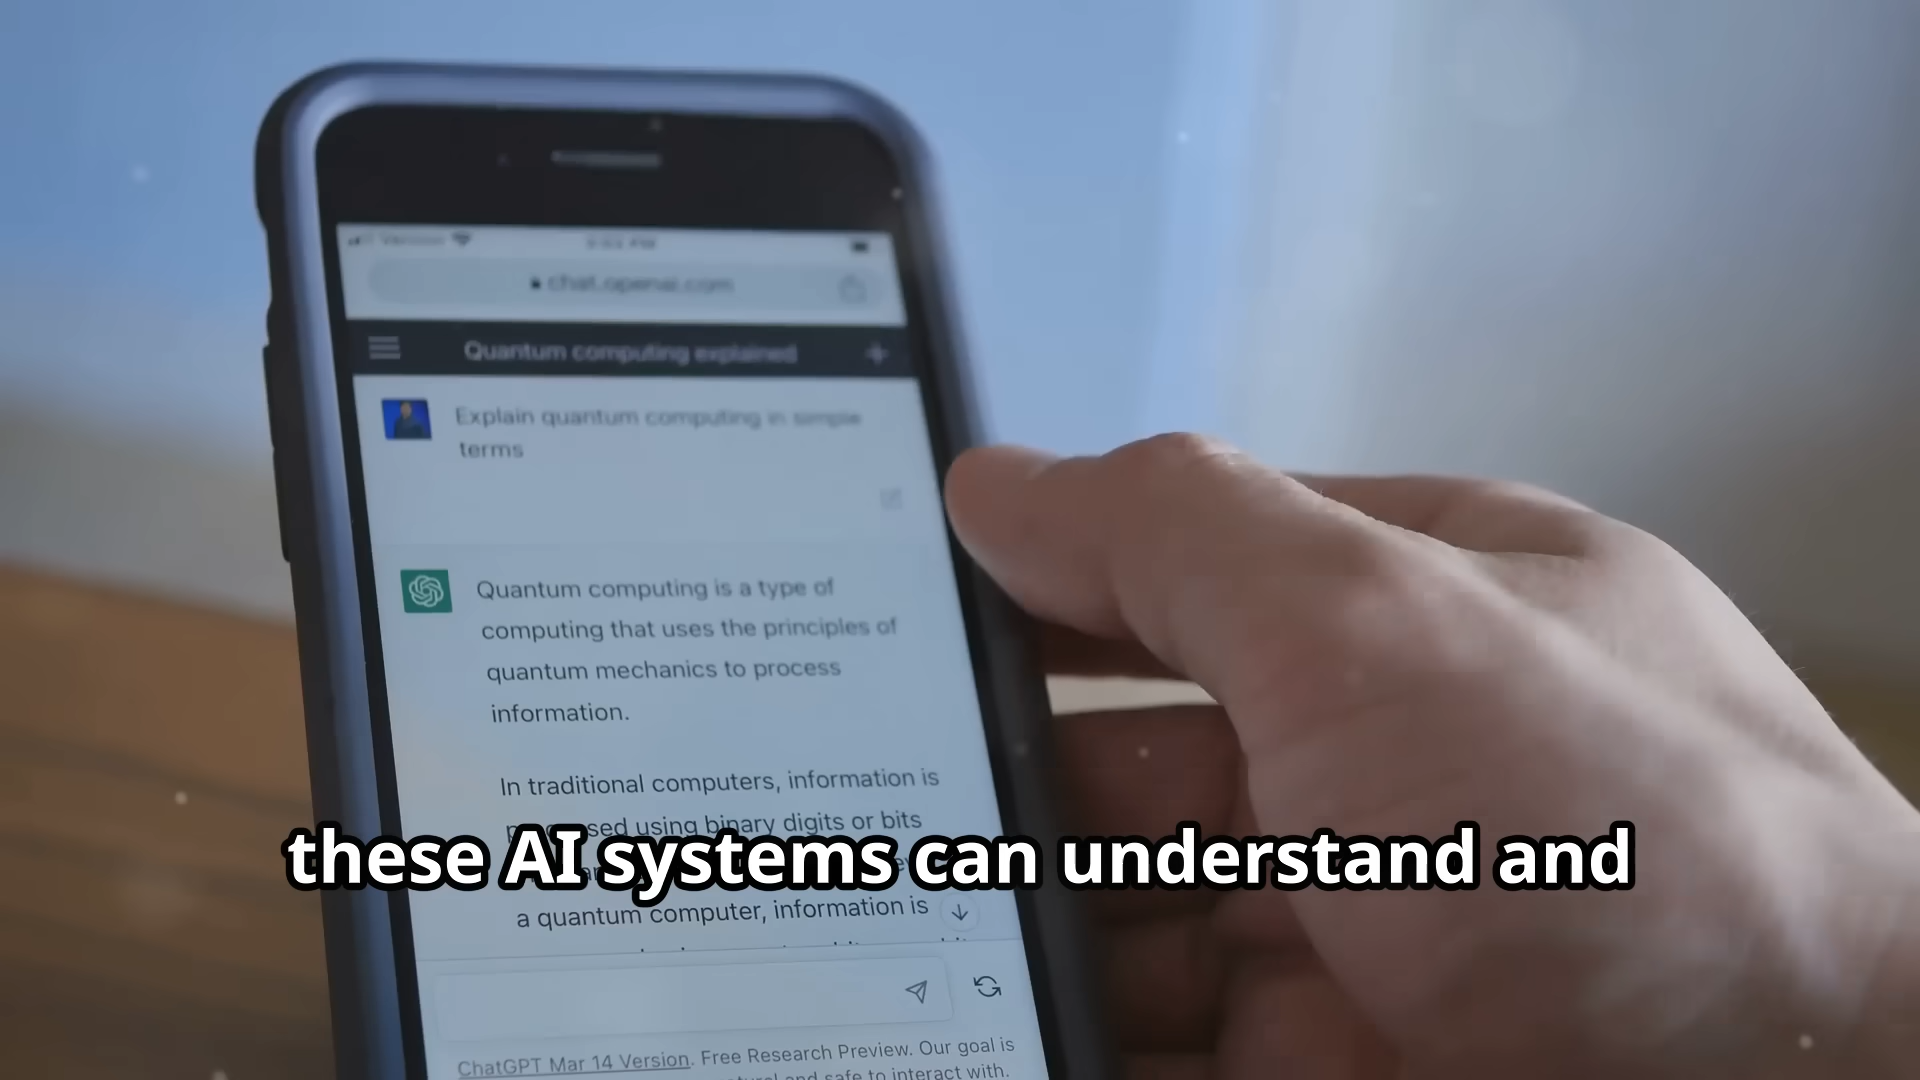 chat.openai.com
Quantum computing explained
Explain quantum computing in simple
terms
Quantum computing is a type of
computing that uses the principles of
quantum mechanics to process
information.
In traditional computers, information is
using binary digits or bits
these AI systems can understand and
a quantum computer, information is
ChatGPT Mar 14 Version. Free Research Preview. Our goal is
and safe to interact with.